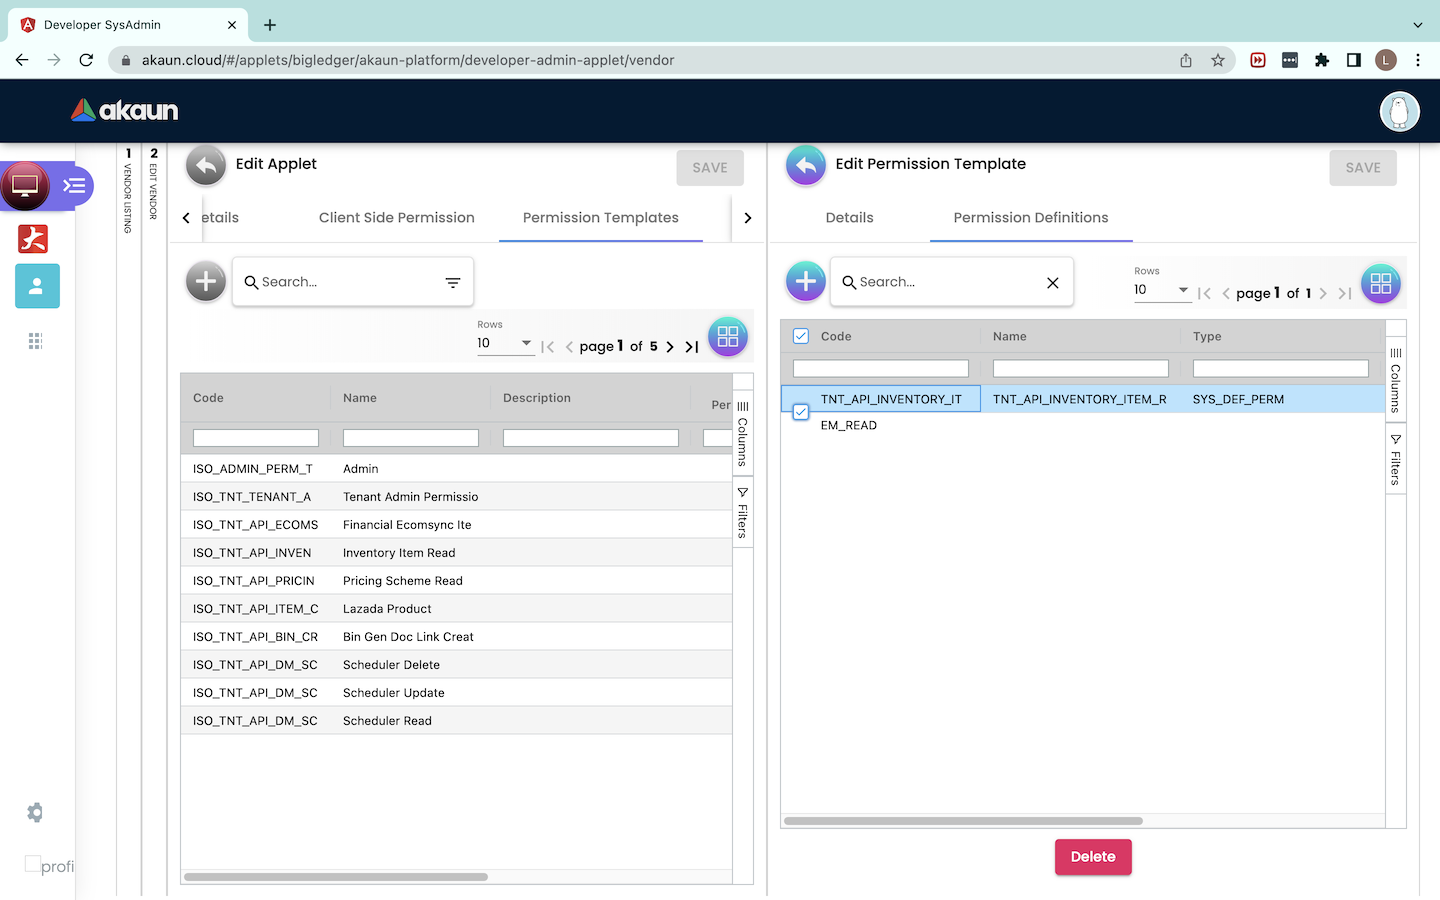 Developer SysAdmin
akaun.cloud/#/applets/bigledger/akaun-platform/developer-admin-applet/vendor
L
akaun
1 VENDOR LISTING
2 EDIT VENDOR
Edit Applet
SAVE
etails
Client Side Permission
Permission Templates
Search...
Rows
10
page 1 of 5
Code Name Description Per
ISO_ADMIN_PERM_T Admin
ISO_TNT_TENANT_A Tenant Admin Permissio
ISO_TNT_API_ECOMS Financial Ecomsync Ite
ISO_TNT_API_INVEN Inventory Item Read
ISO_TNT_API_PRICIN Pricing Scheme Read
ISO_TNT_API_ITEM_C Lazada Product
ISO_TNT_API_BIN_CR Bin Gen Doc Link Creat
ISO_TNT_API_DM_SC Scheduler Delete
ISO_TNT_API_DM_SC Scheduler Update
ISO_TNT_API_DM_SC Scheduler Read
Columns
Filters
Edit Permission Template
SAVE
Details
Permission Definitions
Search...
Rows
10
page 1 of 1
Code Name Type
TNT_API_INVENTORY_IT TNT_API_INVENTORY_ITEM_R SYS_DEF_PERM
EM_READ
Columns
Filters
Delete
profi